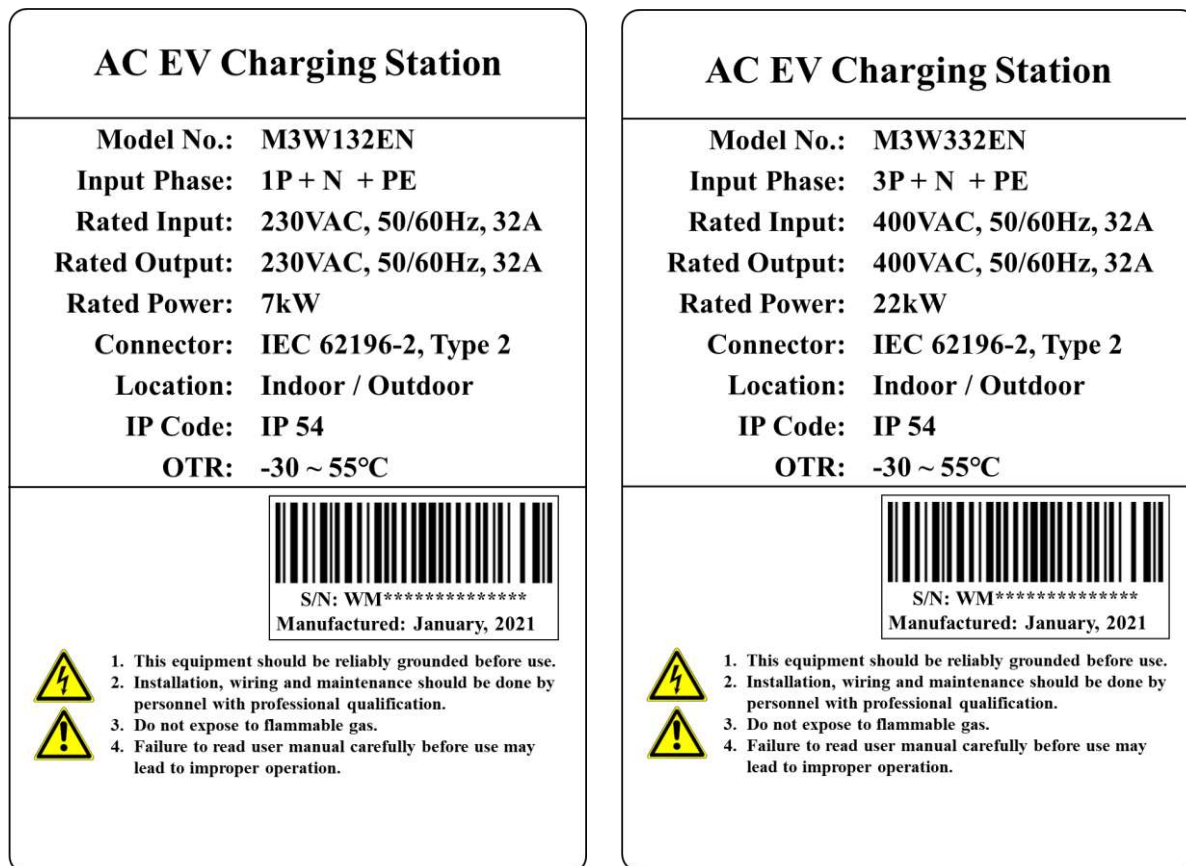 AC EV Charging Station
Model No.: M3W132EN
Input Phase: 1P + N + PE
Rated Input: 230VAC, 50/60Hz, 32A
Rated Output: 230VAC, 50/60Hz, 32A
Rated Power: 7kW
Connector: IEC 62196-2, Type 2
Location: Indoor / Outdoor
IP Code: IP 54
OTR: -30 ~ 55℃
S/N: WM**************
Manufactured: January, 2021
1. This equipment should be reliably grounded before use.
2. Installation, wiring and maintenance should be done by
personnel with professional qualification.
3. Do not expose to flammable gas.
4. Failure to read user manual carefully before use may
lead to improper operation.
AC EV Charging Station
Model No.: M3W332EN
Input Phase: 3P + N + PE
Rated Input: 400VAC, 50/60Hz, 32A
Rated Output: 400VAC, 50/60Hz, 32A
Rated Power: 22kW
Connector: IEC 62196-2, Type 2
Location: Indoor / Outdoor
IP Code: IP 54
OTR: -30 ~ 55℃
S/N: WM**************
Manufactured: January, 2021
1. This equipment should be reliably grounded before use.
2. Installation, wiring and maintenance should be done by
personnel with professional qualification.
3. Do not expose to flammable gas.
4. Failure to read user manual carefully before use may
lead to improper operation.